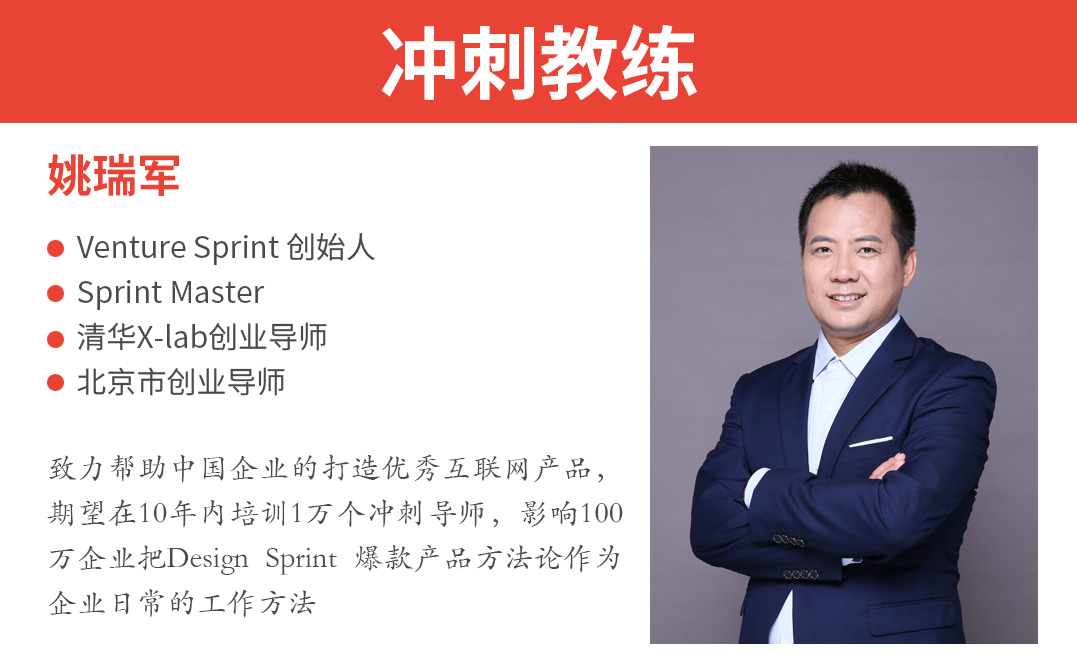 冲刺教练
姚瑞军
Venture Sprint 创始人
Sprint Master
清华X-lab创业导师
北京市创业导师
致力帮助中国企业的打造优秀互联网产品，
期望在10年内培训1万个冲刺导师，影响100
万企业把Design Sprint 爆款产品方法论作为
企业日常的工作方法